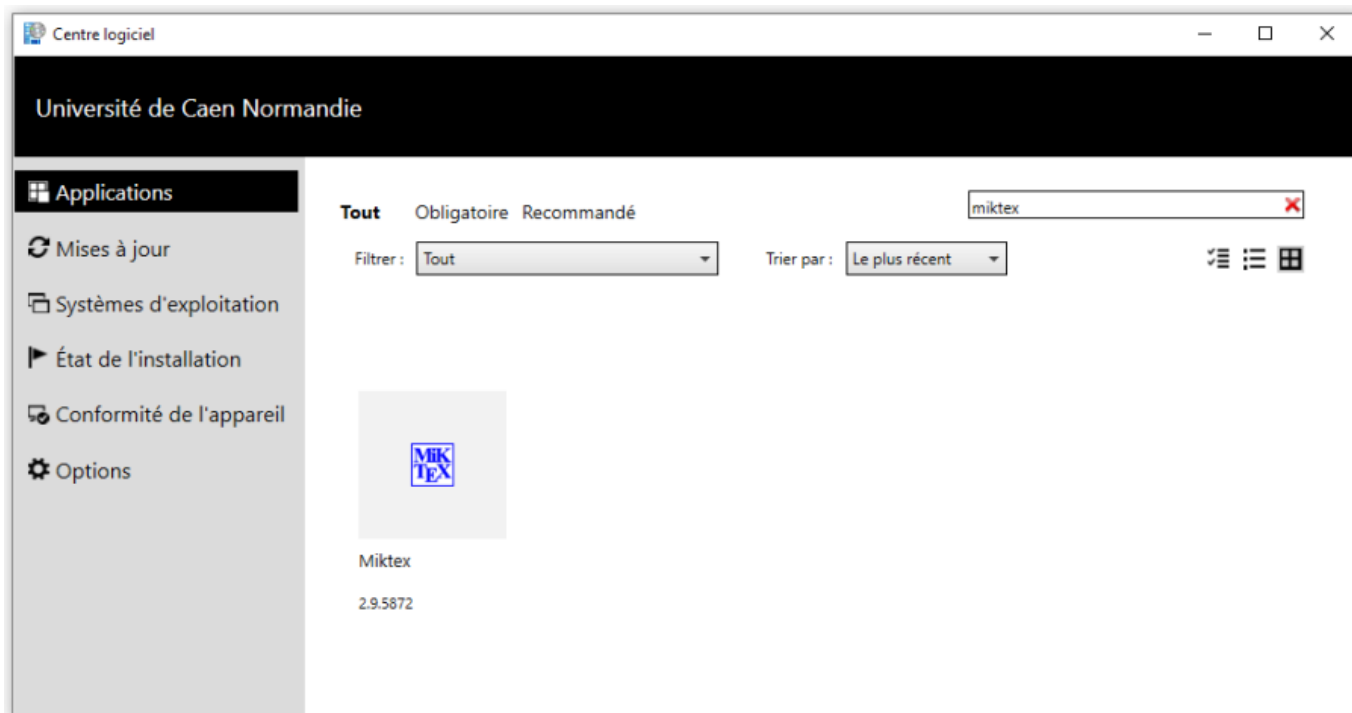 Centre logiciel
Université de Caen Normandie
Applications
Mises à jour
Systèmes d'exploitation
État de l'installation
Conformité de l'appareil
Options
Tout Obligatoire Recommandé
miktex
Filtrer : Tout
Trier par : Le plus récent
MiK
TEX
Miktex
2.9.5872